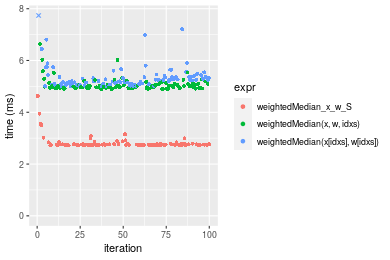 8
6
4
2
0
0
25
50
75
100
time (ms)
iteration
expr
weightedMedian_x_w_S
weightedMedian(x, w, idxs)
weightedMedian(x[idxs], w[idxs])